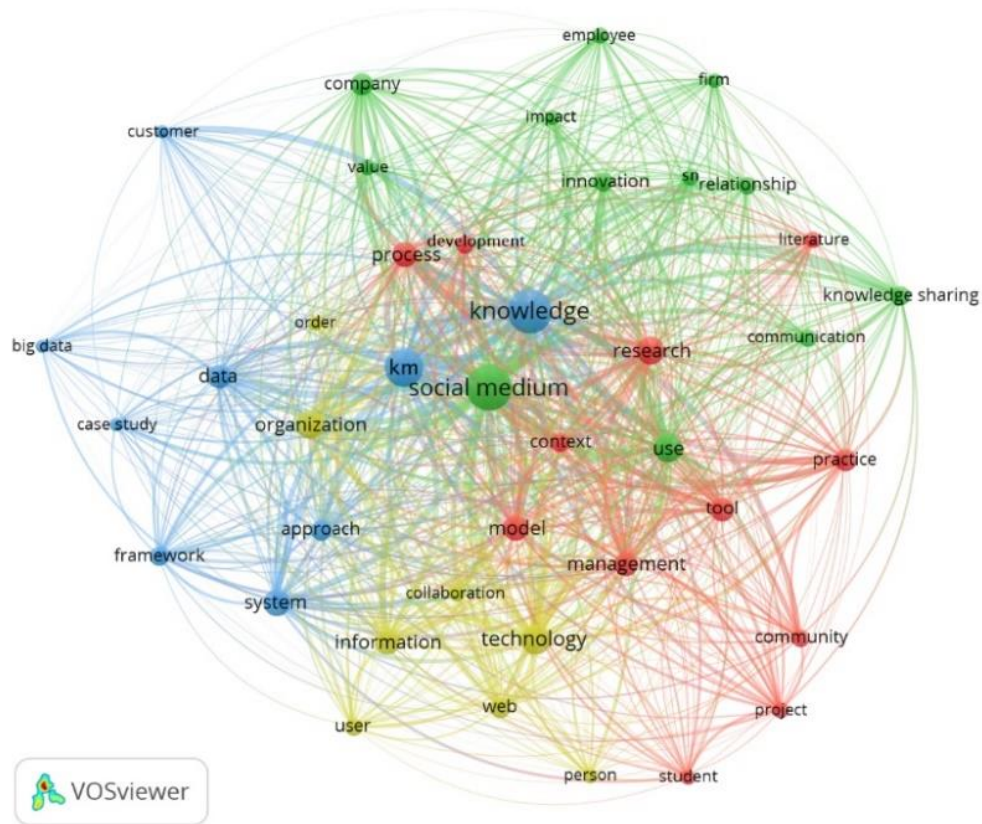 employee
company
firm
impact
customer
value
innovation
sn
relationship
development
process
literature
knowledge
knowledge sharing
order
communication
big data
research
km
data
social medium
case study
organization
context
use
practice
tool
approach
model
framework
management
collaboration
system
information
technology
community
web
project
user
person
student
VOSviewer